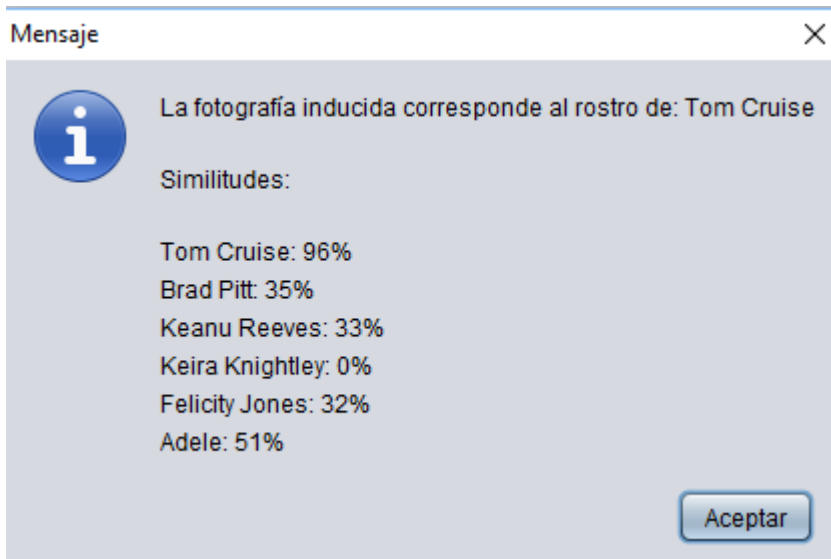 Mensaje
La fotografía inducida corresponde al rostro de: Tom Cruise
Similitudes:
Tom Cruise: 96%
Brad Pitt: 35%
Keanu Reeves: 33%
Keira Knightley: 0%
Felicity Jones: 32%
Adele: 51%
Aceptar